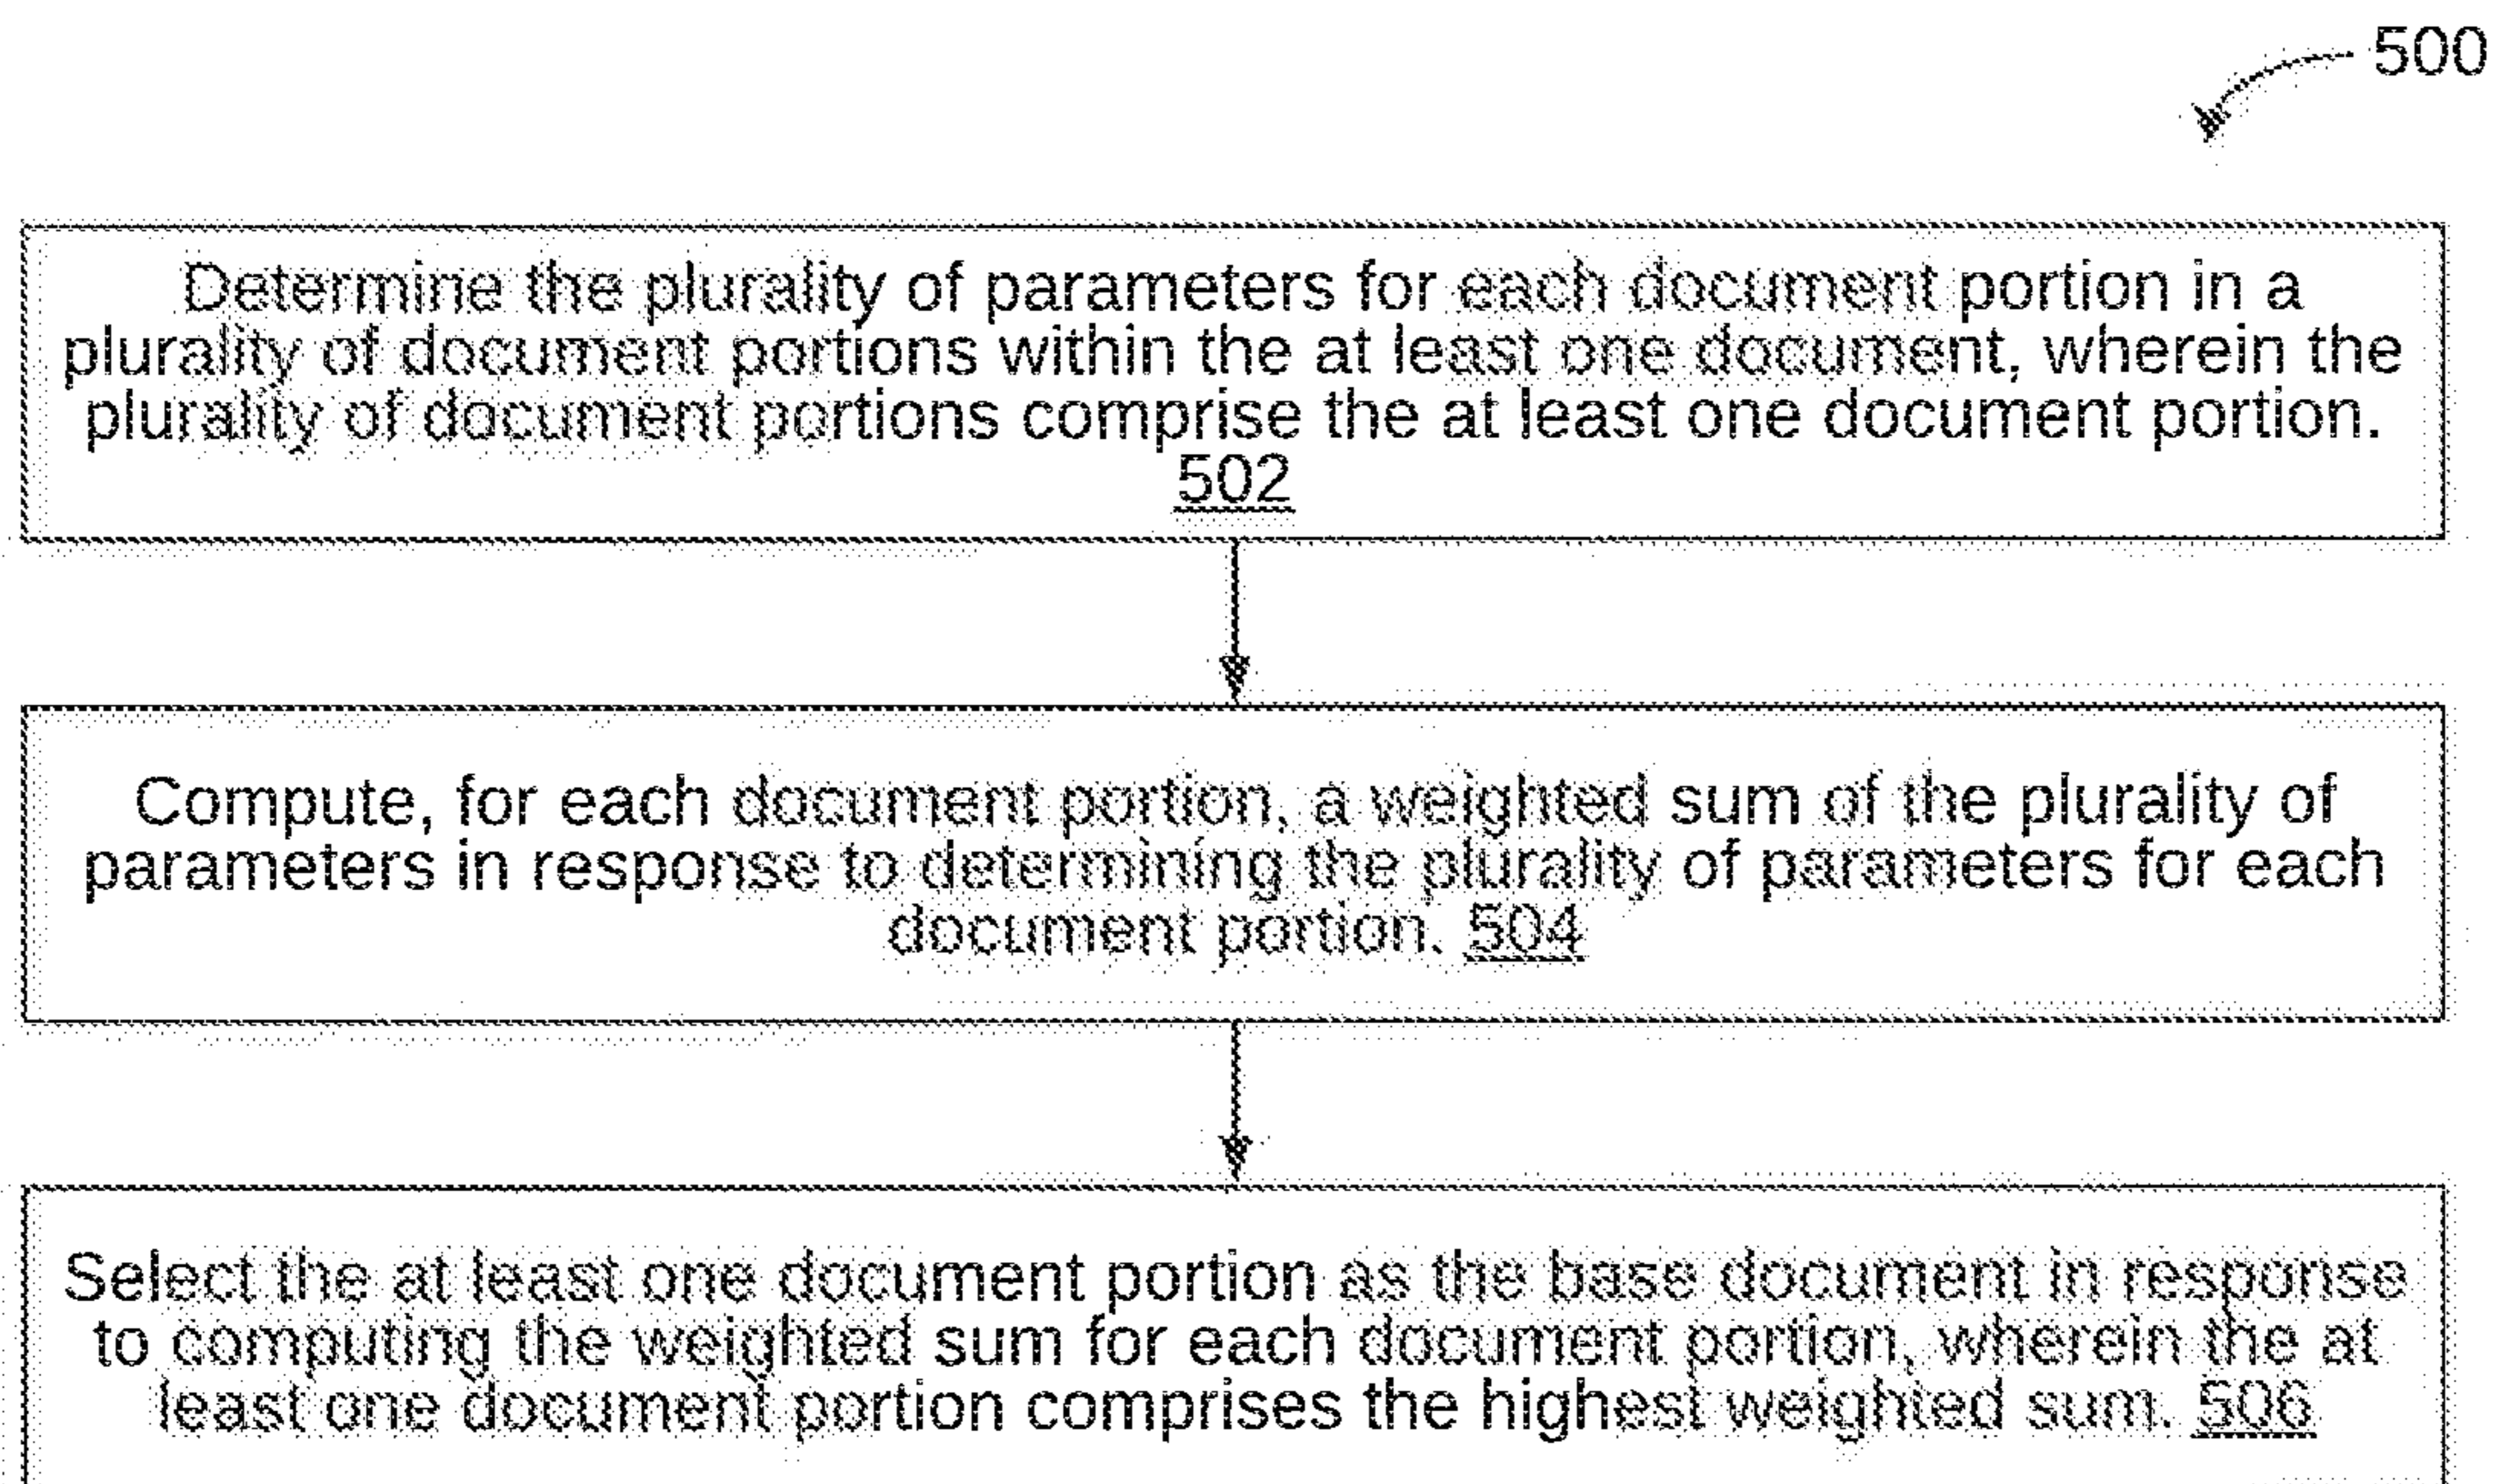 500
Determine the plurality of parameters for each document portion in a
plurality of document portions within the at least one document, wherein the
plurality of document portions comprise the at least one document portion.
502
Compute, for each document portion, a weighted sum of the plurality of
parameters in response to determining the plurality of parameters for each
document portion. 504
Select the at least one document portion as the base document in response
to computing the weighted sum for each document portion, wherein the at
least one document portion comprises the highest weighted sum. 506